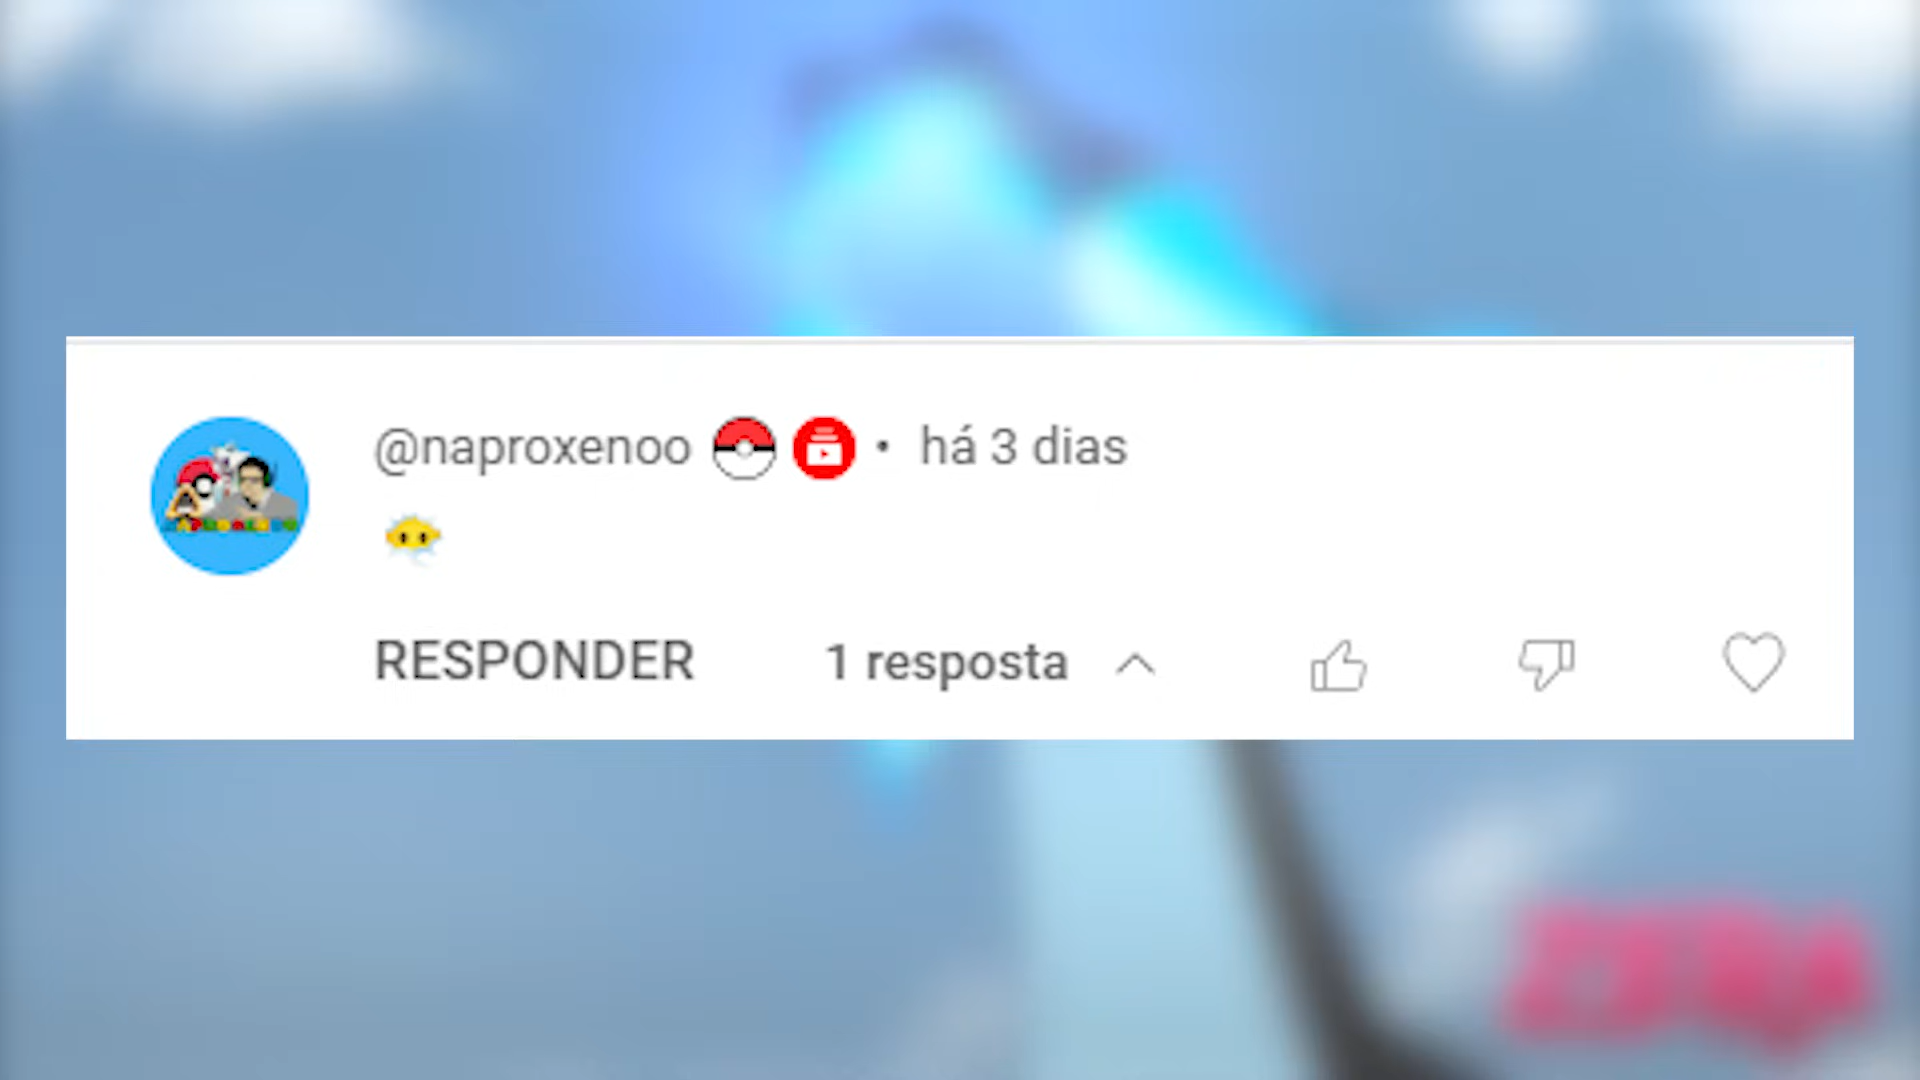 @naproxenoo • há 3 dias
😶‍🌫️
RESPONDER 1 resposta